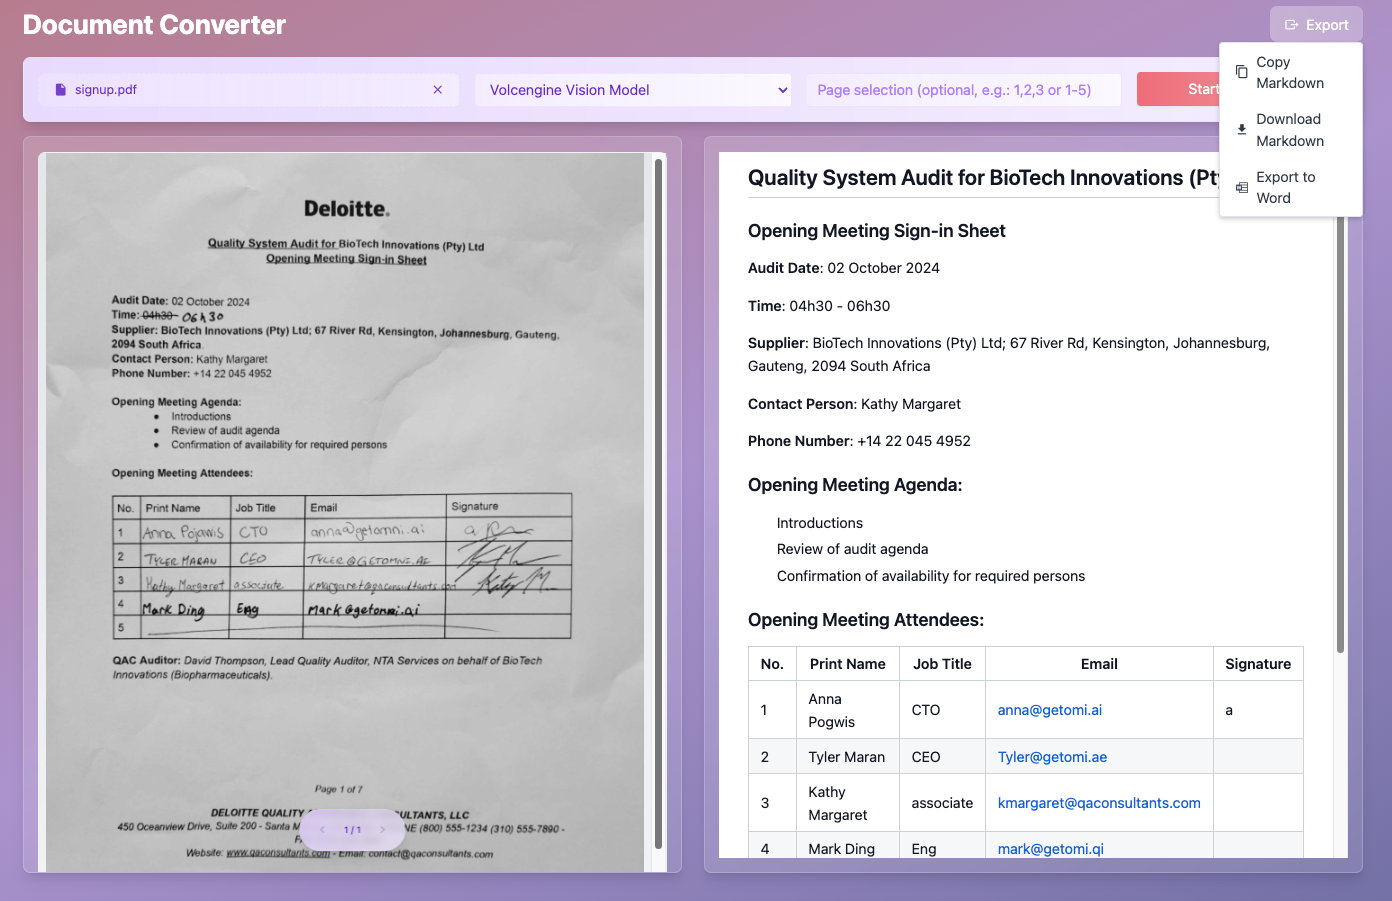 Document Converter
Export
signup.pdf
Volcengine Vision Model
Page selection (optional, e.g.: 1,2,3 or 1-5)
Start
Copy
Markdown
Download
Markdown
Export to
Word
Deloitte.
Quality System Audit for BioTech Innovations (Pty) Ltd
Opening Meeting Sign-in Sheet
Audit Date: 02 October 2024
Time: 04h30- 06h30
Supplier: BioTech Innovations (Pty) Ltd; 67 River Rd, Kensington, Johannesburg, Gauteng,
2094 South Africa.
Contact Person: Kathy Margaret
Phone Number: +14 22 045 4952
Opening Meeting Agenda:
• Introductions
• Review of audit agenda
• Confirmation of availability for required persons
Opening Meeting Attendees:
No. Print Name Job Title Email Signature
1 Anna Pojawis CTO anna@getomni.ai
2 TYLER MARAN CEO TYLER@GETOMNI.AE
3 Kathy Margaret associate kmargaret@qaconsultants.com
4 Mark Ding Eng Mark@getomni.ai
5
QAC Auditor: David Thompson, Lead Quality Auditor, NTA Services on behalf of BioTech
Innovations (Biopharmaceuticals).
Page 1 of 7
DELOITTE QUALITY ULTANTS, LLC
450 Oceanview Drive, Suite 200 - Santa M NE (800) 555-1234 (310) 555-7890 -
Website: www.qaconsultants.com - Email: contact@qaconsultants.com
1 / 1
Quality System Audit for BioTech Innovations (Pty
Opening Meeting Sign-in Sheet
Audit Date: 02 October 2024
Time: 04h30 - 06h30
Supplier: BioTech Innovations (Pty) Ltd; 67 River Rd, Kensington, Johannesburg,
Gauteng, 2094 South Africa
Contact Person: Kathy Margaret
Phone Number: +14 22 045 4952
Opening Meeting Agenda:
Introductions
Review of audit agenda
Confirmation of availability for required persons
Opening Meeting Attendees:
No. Print Name Job Title Email Signature
1 Anna Pogwis CTO anna@getomi.ai a
2 Tyler Maran CEO Tyler@getomi.ae
3 Kathy Margaret associate kmargaret@qaconsultants.com
4 Mark Ding Eng mark@getomi.qi